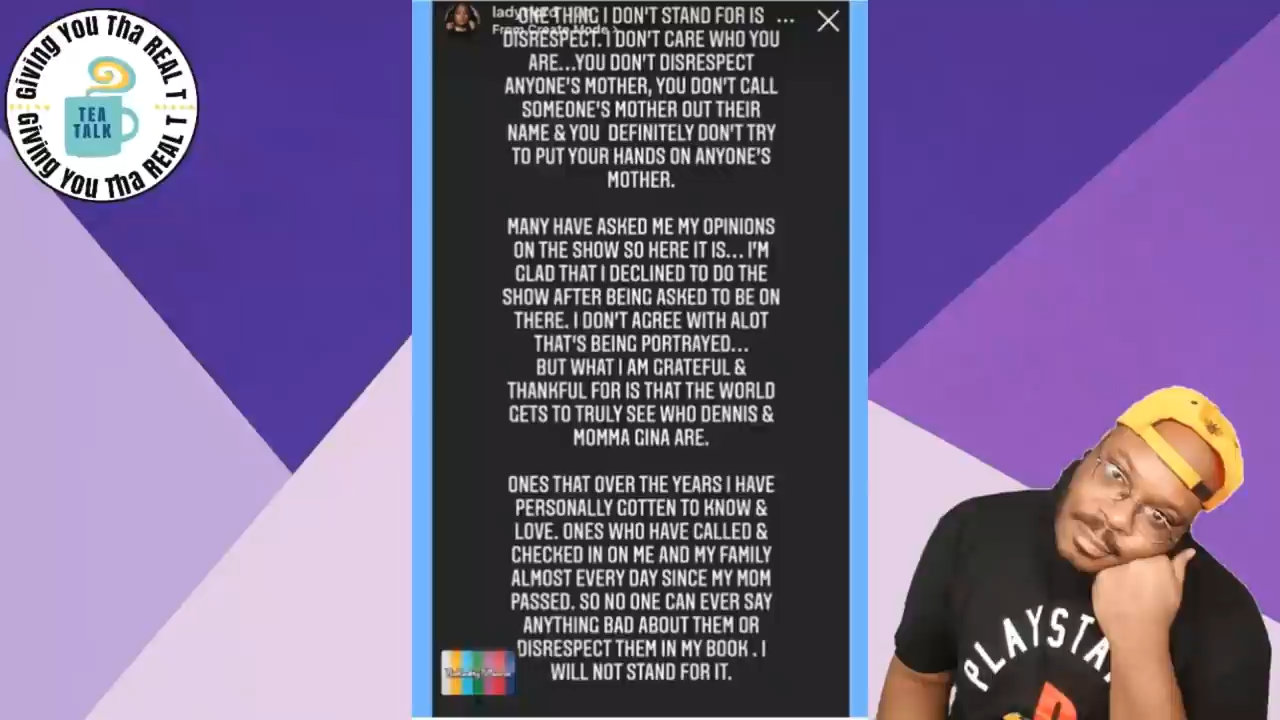 Giving You Tha REAL T
TEA
TALK
Giving You Tha REAL T
From Create Mode
ONE THING I DON'T STAND FOR IS
DISRESPECT. I DON'T CARE WHO YOU
ARE...YOU DON'T DISRESPECT
ANYONE'S MOTHER, YOU DON'T CALL
SOMEONE'S MOTHER OUT THEIR
NAME & YOU DEFINITELY DON'T TRY
TO PUT YOUR HANDS ON ANYONE'S
MOTHER.
MANY HAVE ASKED ME MY OPINIONS
ON THE SHOW SO HERE IT IS... I'M
GLAD THAT I DECLINED TO DO THE
SHOW AFTER BEING ASKED TO BE ON
THERE. I DON'T AGREE WITH ALOT
THAT'S BEING PORTRAYED...
BUT WHAT I AM GRATEFUL &
THANKFUL FOR IS THAT THE WORLD
GETS TO TRULY SEE WHO DENNIS &
MOMMA GINA ARE.
ONES THAT OVER THE YEARS I HAVE
PERSONALLY GOTTEN TO KNOW &
LOVE. ONES WHO HAVE CALLED &
CHECKED IN ON ME AND MY FAMILY
ALMOST EVERY DAY SINCE MY MOM
PASSED. SO NO ONE CAN EVER SAY
ANYTHING BAD ABOUT THEM OR
DISRESPECT THEM IN MY BOOK . I
WILL NOT STAND FOR IT.
PLAYSTA